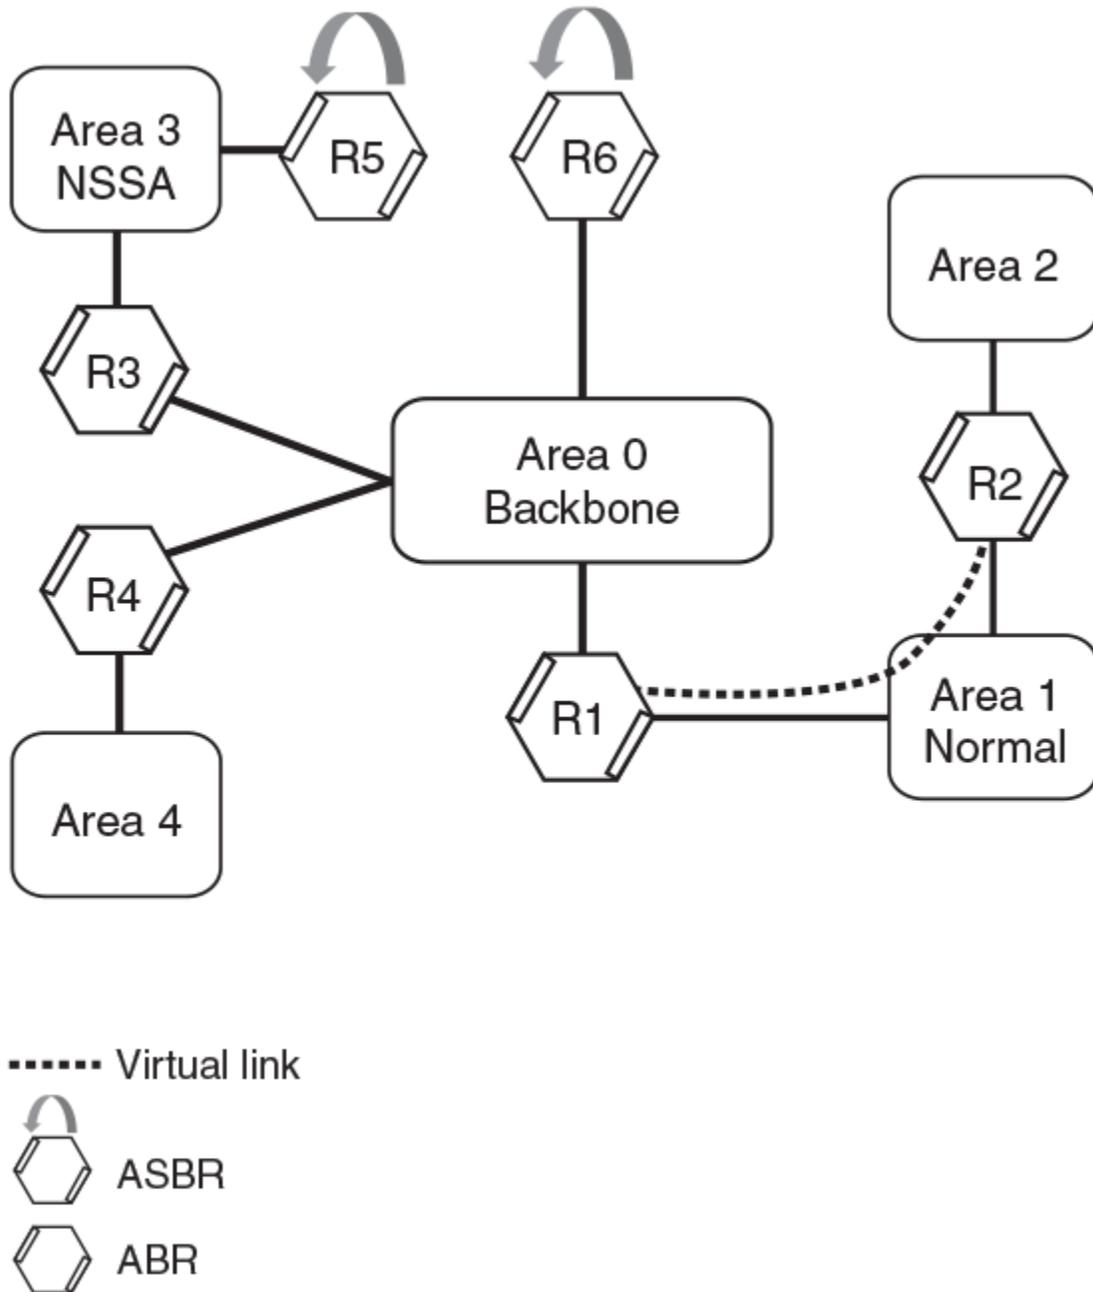 Area 3
NSSA
R5
R6
Area 2
R3
Area 0
Backbone
R2
R4
R1
Area 1
Normal
Area 4
Virtual link
ASBR
ABR